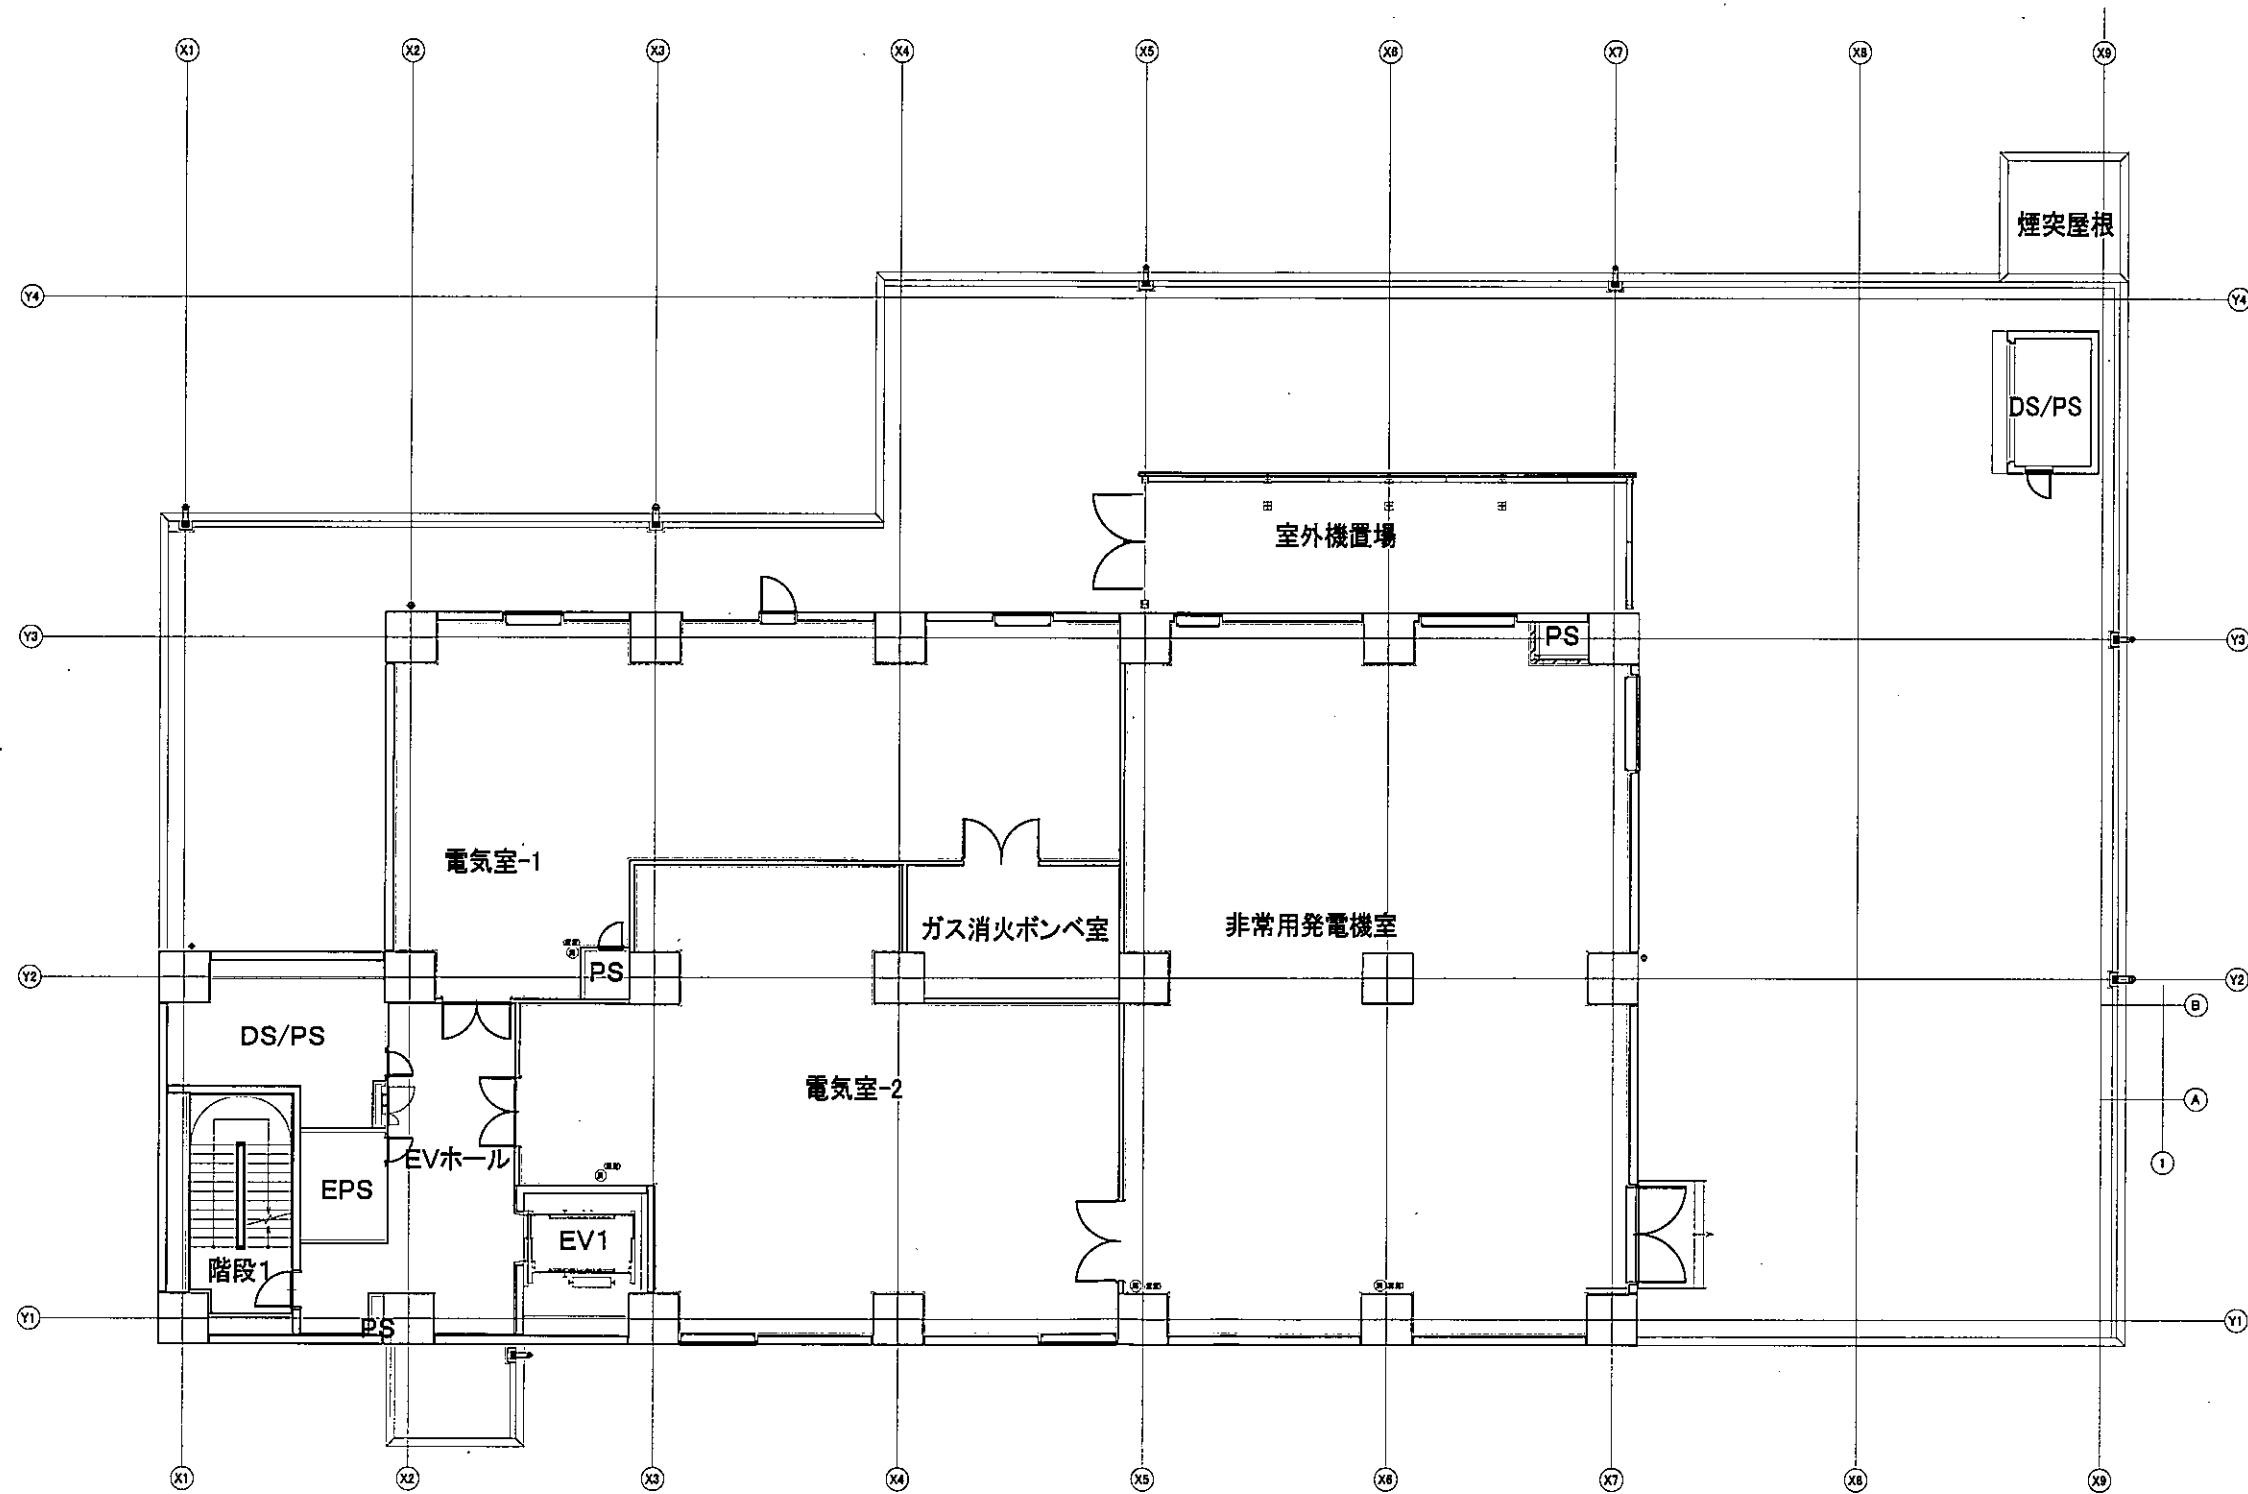 X1
X2
X3
X4
X5
X6
X7
X8
X9
煙突屋根
Y4
Y4
DS/PS
室外機置場
Y3
PS
Y3
電気室-1
ガス消火ボンベ室
非常用発電機室
Y2
PS
Y2
B
DS/PS
電気室-2
A
EVホール
1
EPS
EV1
階段1
Y1
PS
Y1
X1
X2
X3
X4
X5
X6
X7
X8
X9